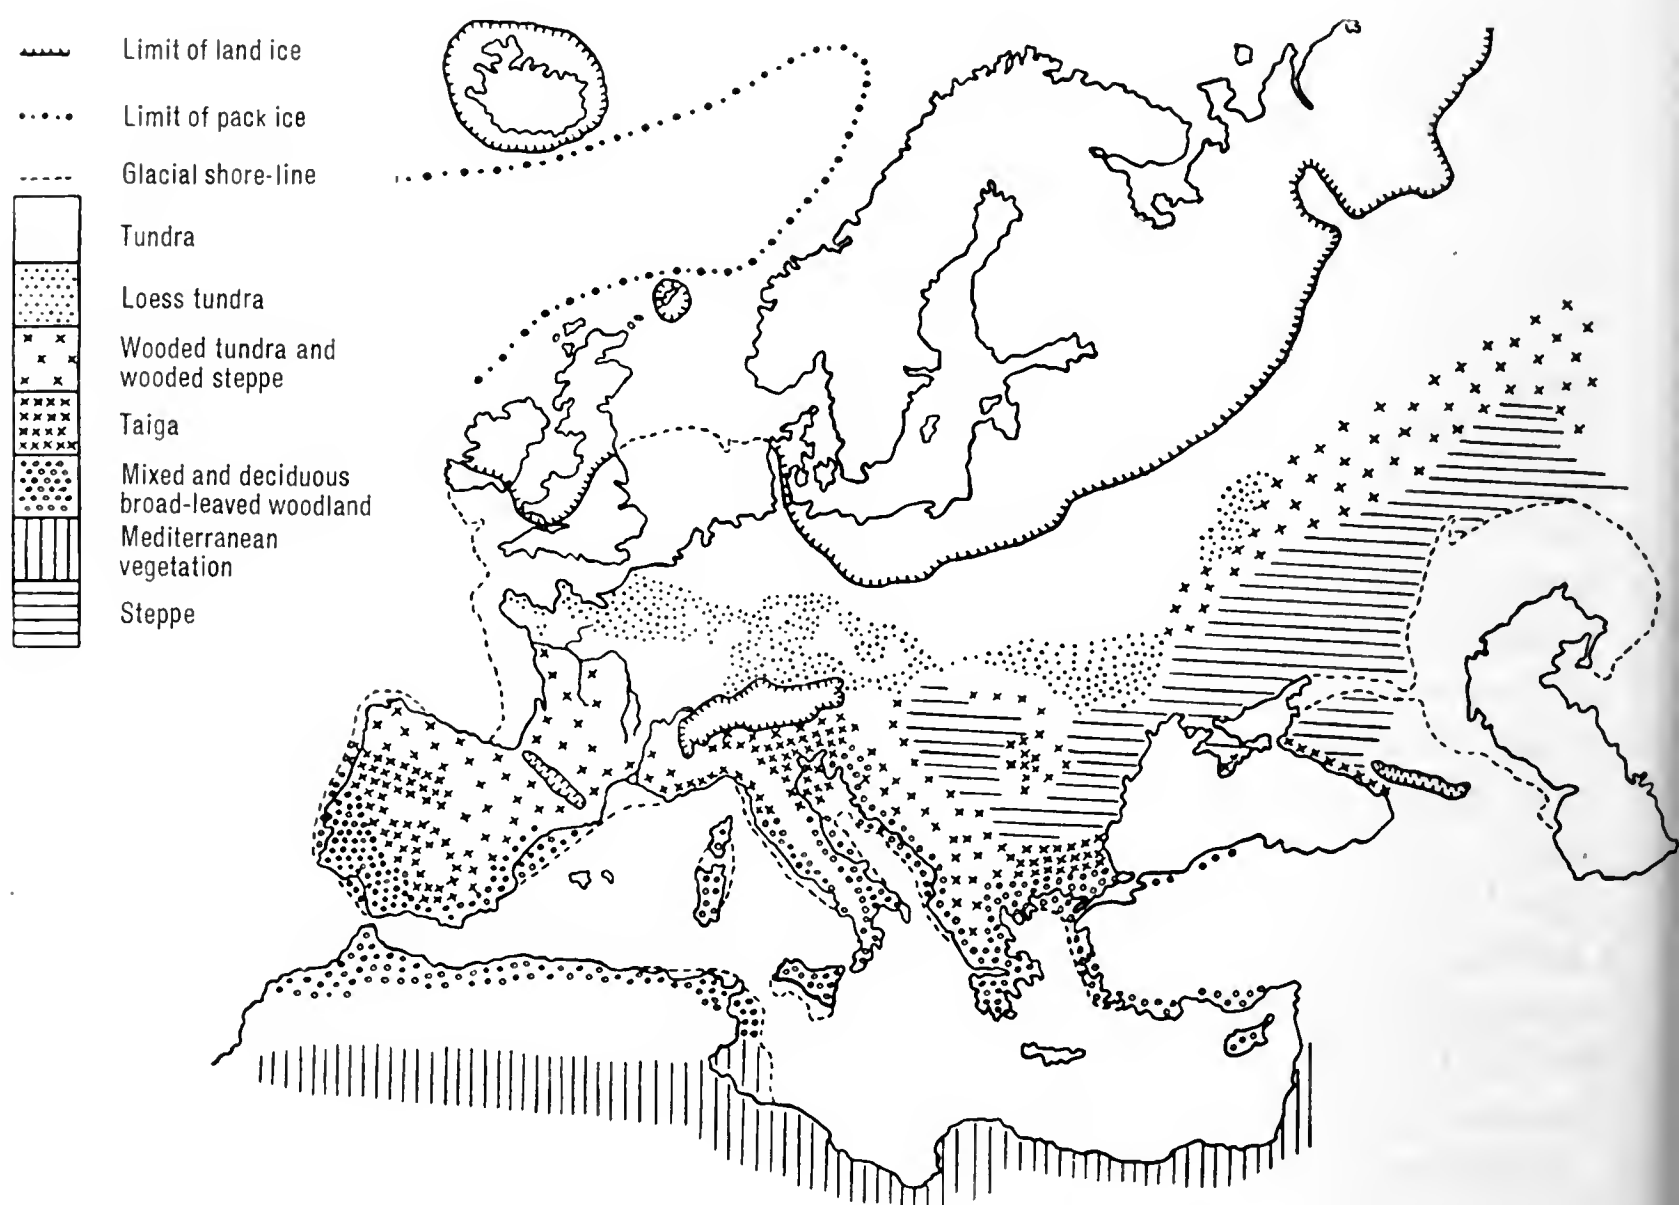 Limit of land ice
Limit of pack ice
Glacial shore-line
Tundra
Loess tundra
Wooded tundra and
wooded steppe
Taiga
Mixed and deciduous
broad-leaved woodland
Mediterranean
vegetation
Steppe